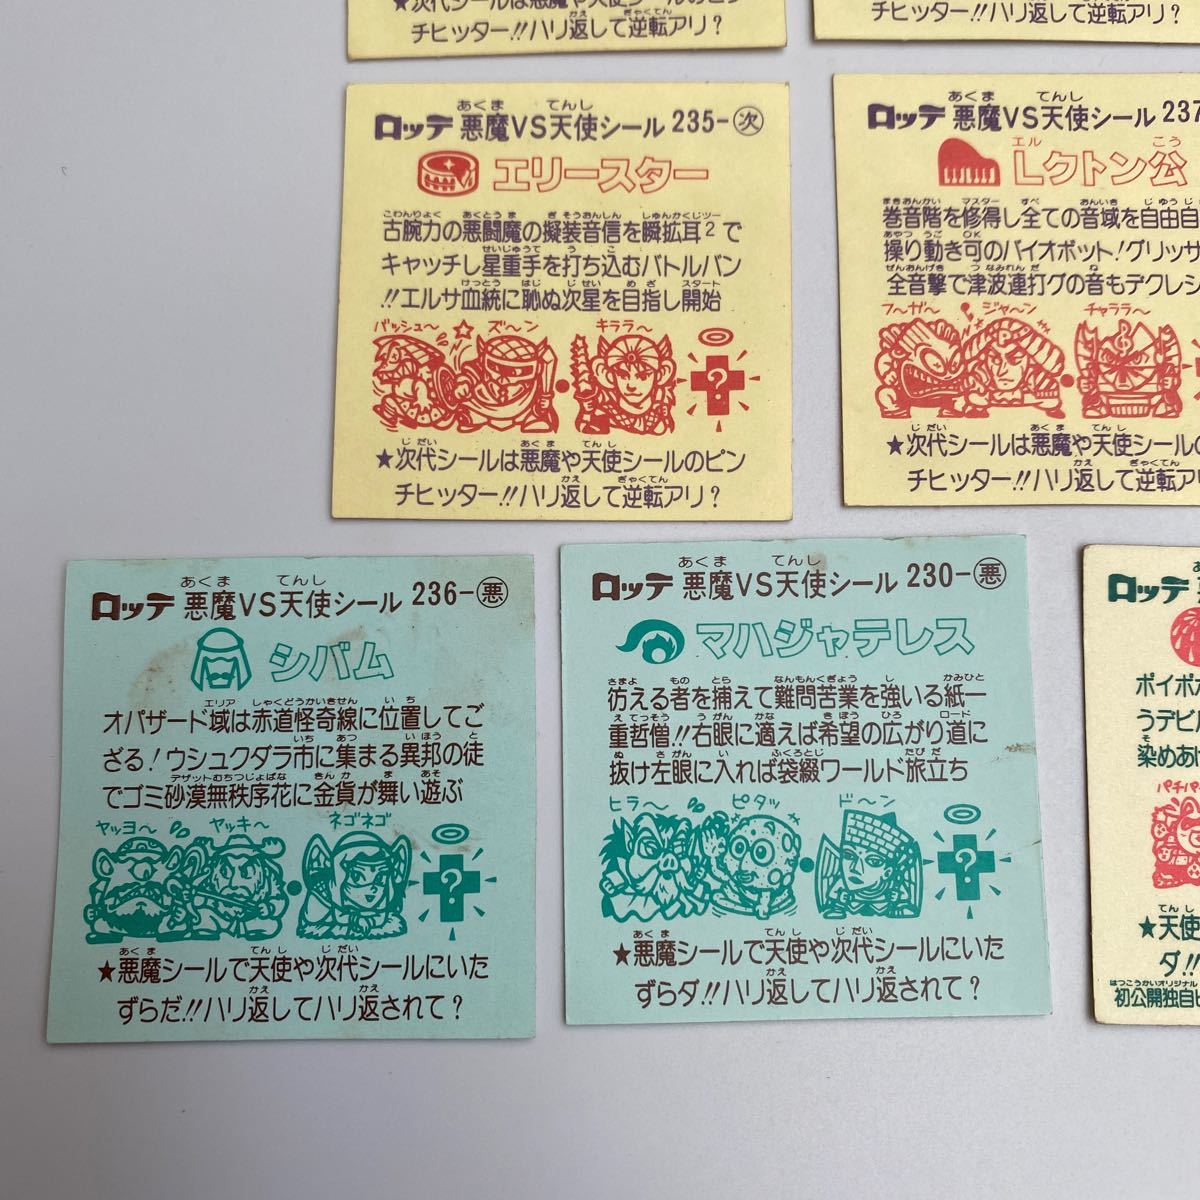 ★次代シールは悪魔や天使シールのピン
チヒッター!!ハリ返して逆転アリ?
チヒッター!!ハリ返して逆転アリ?
ロッテ 悪魔VS天使シール 235-次
エリースター
古腕力の悪闘魔の擬装音信を瞬拡耳2で
キャッチし星重手を打ち込むバトルバン
!!エルサ血統に恥ぬ次星を目指し開始
バッシュ〜 ズ〜ン キララ〜
★次代シールは悪魔や天使シールのピン
チヒッター!!ハリ返して逆転アリ?
ロッテ 悪魔VS天使シール 237
Lクトン公
巻音階を修得し全ての音域を自由自
操り動き可のバイオボット!グリッサ
全音撃で津波連打グの音もデクレシ
フ〜ガ〜 ジャ〜ン チャララ〜
★次代シールは悪魔や天使シールの
チヒッター!!ハリ返して逆転アリ?
ロッテ 悪魔VS天使シール 236-悪
シバム
オパザード域は赤道怪奇線に位置してご
ざる!ウシュクダラ市に集まる異邦の徒
でゴミ砂漠無秩序花に金貨が舞い遊ぶ
ヤッヨ〜 ヤッキ〜 ネゴネゴ
?
★悪魔シールで天使や次代シールにいた
ずらだ!!ハリ返してハリ返されて?
ロッテ 悪魔VS天使シール 230-悪
マハジャテレス
彷える者を捕えて難問苦業を強いる紙一
重哲僧!!右眼に適えば希望の広がり道に
抜け左眼に入れば袋綴ワールド旅立ち
ヒラ〜 ピタッ ド〜ン
?
★悪魔シールで天使や次代シールにいた
ずらダ!!ハリ返してハリ返されて?
ロッテ
ポイポ
うデビル
染めあげ
パチパ
★天使
ダ!!
初公開独自ヒ